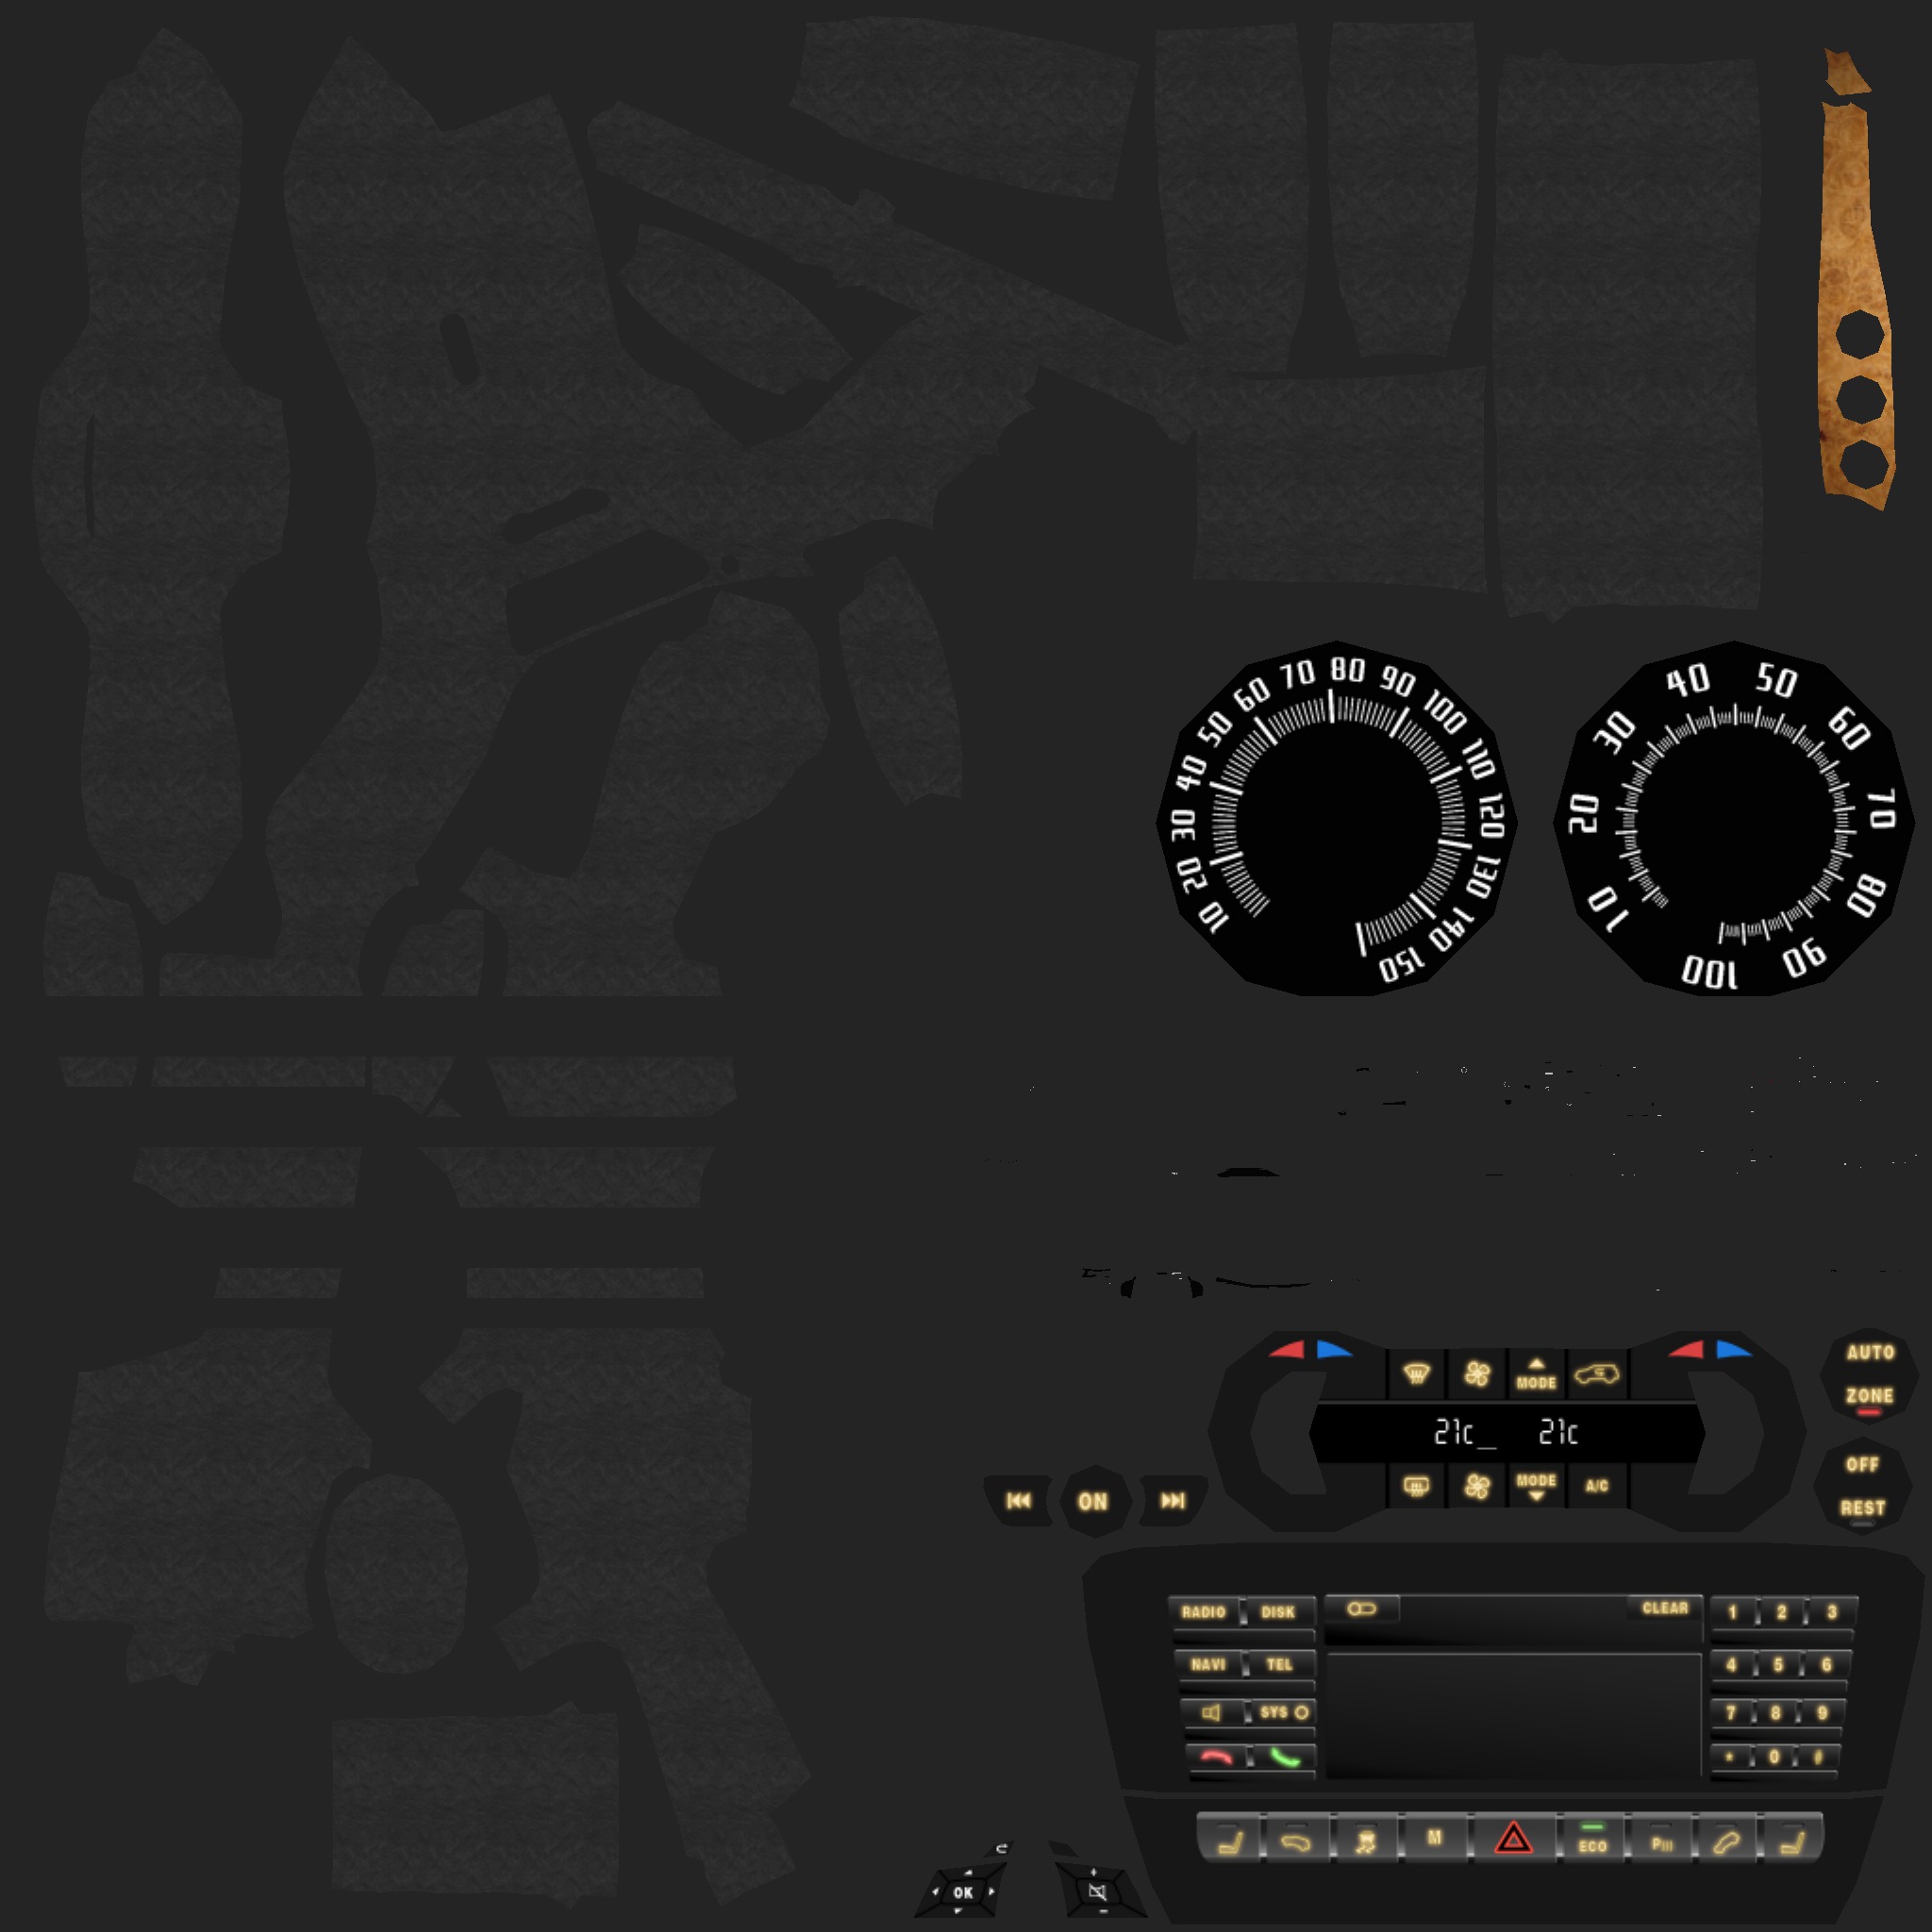 10 20 30 40 50 60 70 80 90 100 110 120 130 140 150
10 20 30 40 50 60 70 80 90 100
MODE
21c_ 21c
MODE A/C
AUTO
ZONE
OFF
REST
ON
RADIO DISK
CLEAR
1 2 3
NAVI TEL
4 5 6
SYS
7 8 9
* 0 #
M
ECO
P
OK
+
-